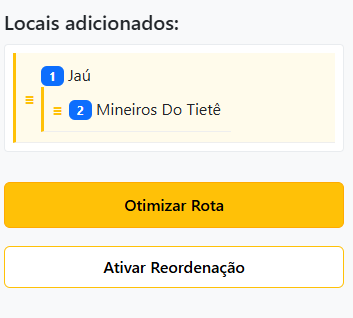 Locais adicionados:
1 Jaú
2 Mineiros Do Tietê
Otimizar Rota
Ativar Reordenação